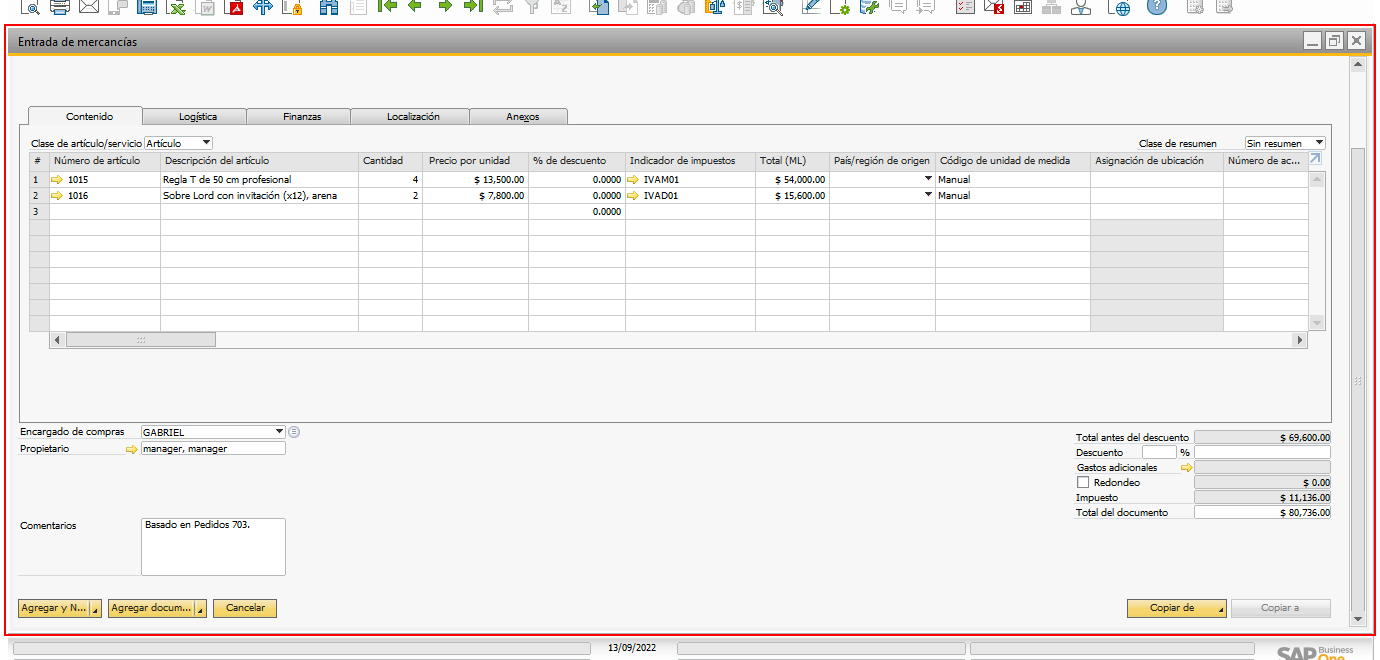 Entrada de mercancías
Contenido Logística Finanzas Localización Anexos
Clase de artículo/servicio Artículo Clase de resumen Sin resumen
# Número de artículo Descripción del artículo Cantidad Precio por unidad % de descuento Indicador de impuestos Total (ML) País/región de origen Código de unidad de medida Asignación de ubicación Número de ac...
1 1015 Regla T de 50 cm profesional 4 $ 13,500.00 0.0000 IVAM01 $ 54,000.00 Manual
2 1016 Sobre Lord con invitación (x12), arena 2 $ 7,800.00 0.0000 IVAD01 $ 15,600.00 Manual
3 0.0000
Encargado de compras GABRIEL
Propietario manager, manager
Total antes del descuento $ 69,600.00
Descuento %
Gastos adicionales
Redondeo $ 0.00
Impuesto $ 11,136.00
Total del documento $ 80,736.00
Comentarios Basado en Pedidos 703.
Agregar y N... Agregar docum... Cancelar Copiar de Copiar a
13/09/2022
SAP Business One